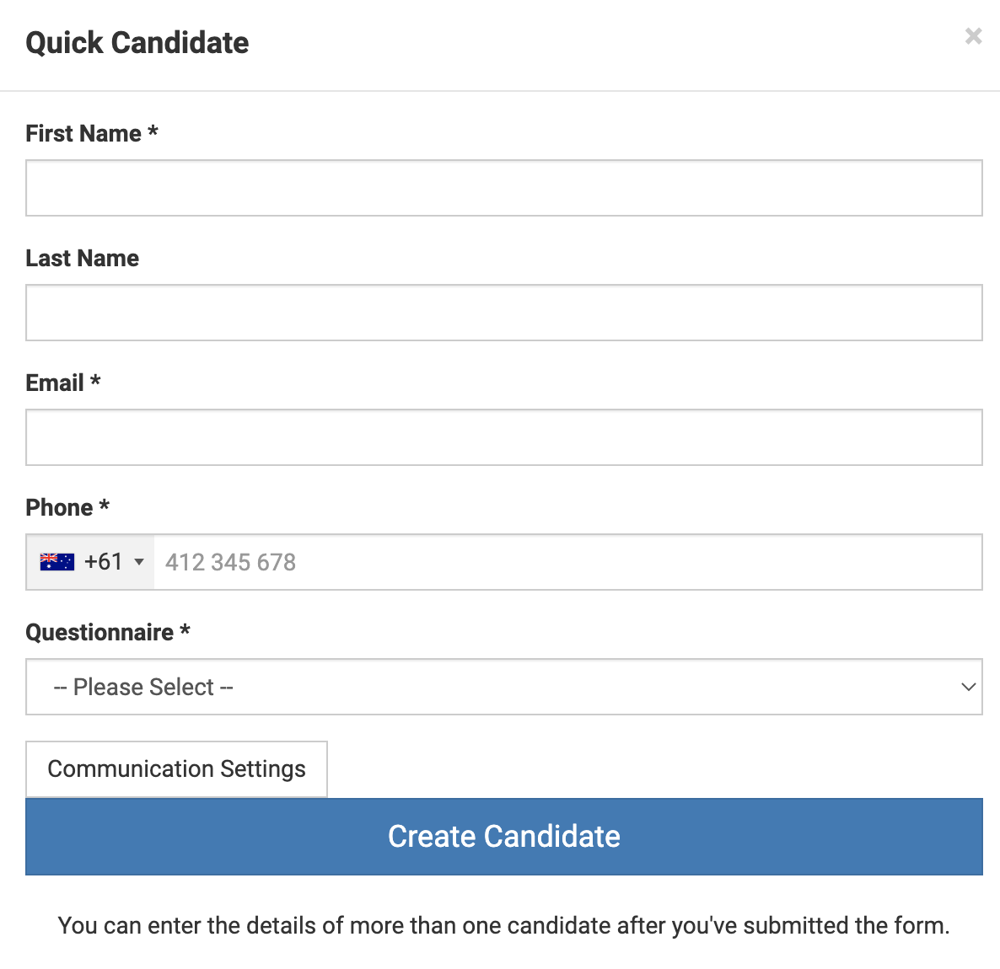 Quick Candidate
×
First Name *
Last Name
Email *
Phone *
+61 412 345 678
Questionnaire *
-- Please Select --
Communication Settings
Create Candidate
You can enter the details of more than one candidate after you've submitted the form.